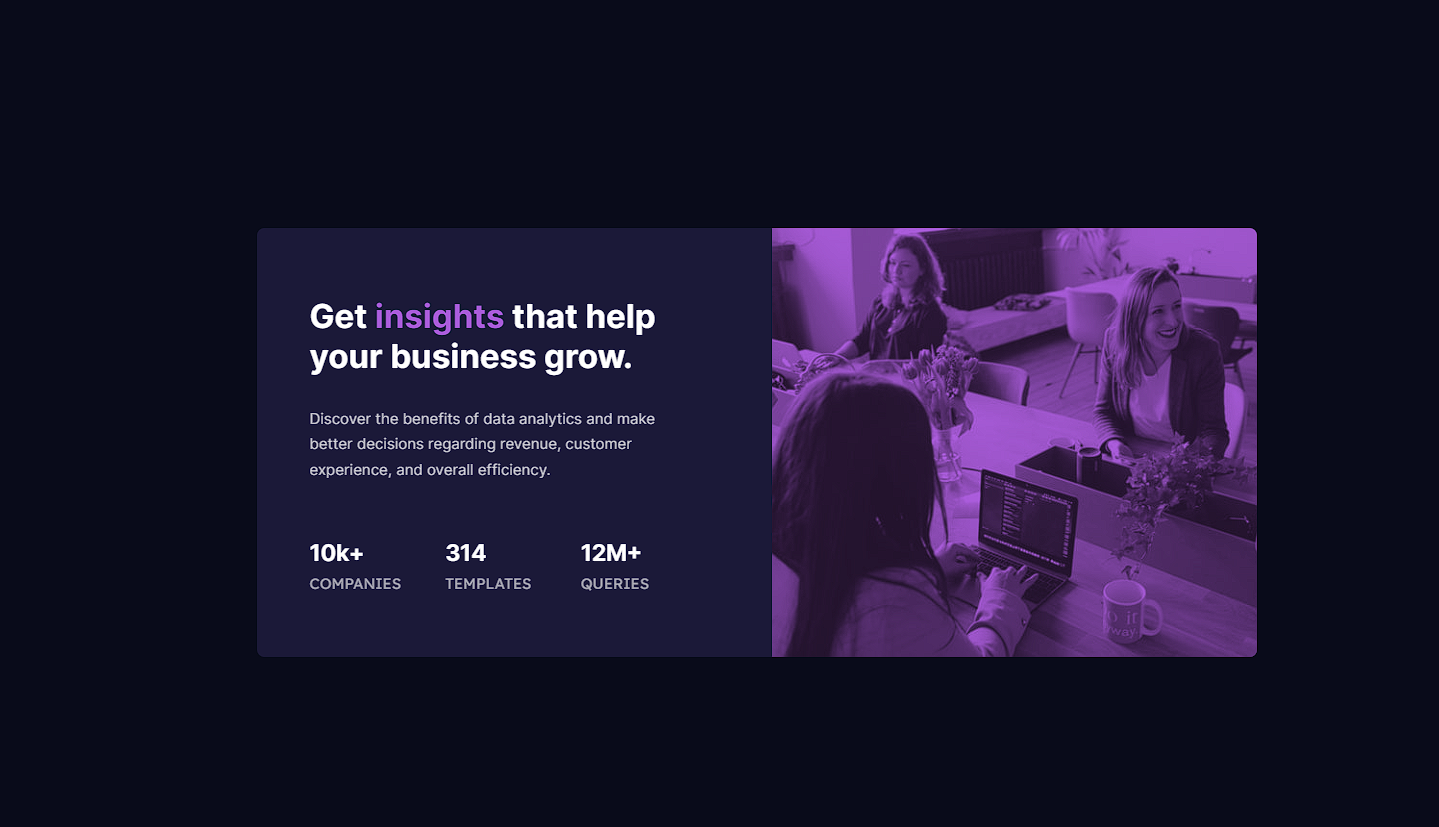 Get insights that help
your business grow.
Discover the benefits of data analytics and make
better decisions regarding revenue, customer
experience, and overall efficiency.
10k+ 314 12M+
COMPANIES TEMPLATES QUERIES